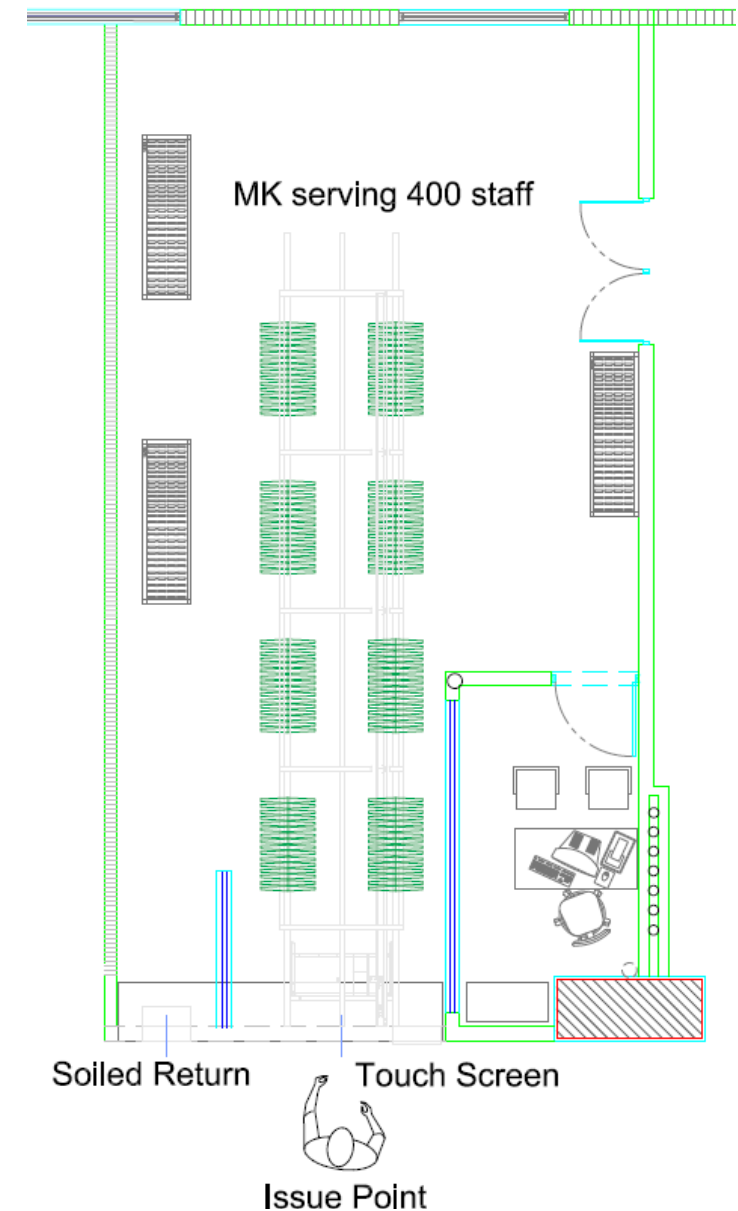 MK serving 400 staff
Soiled Return
Touch Screen
Issue Point